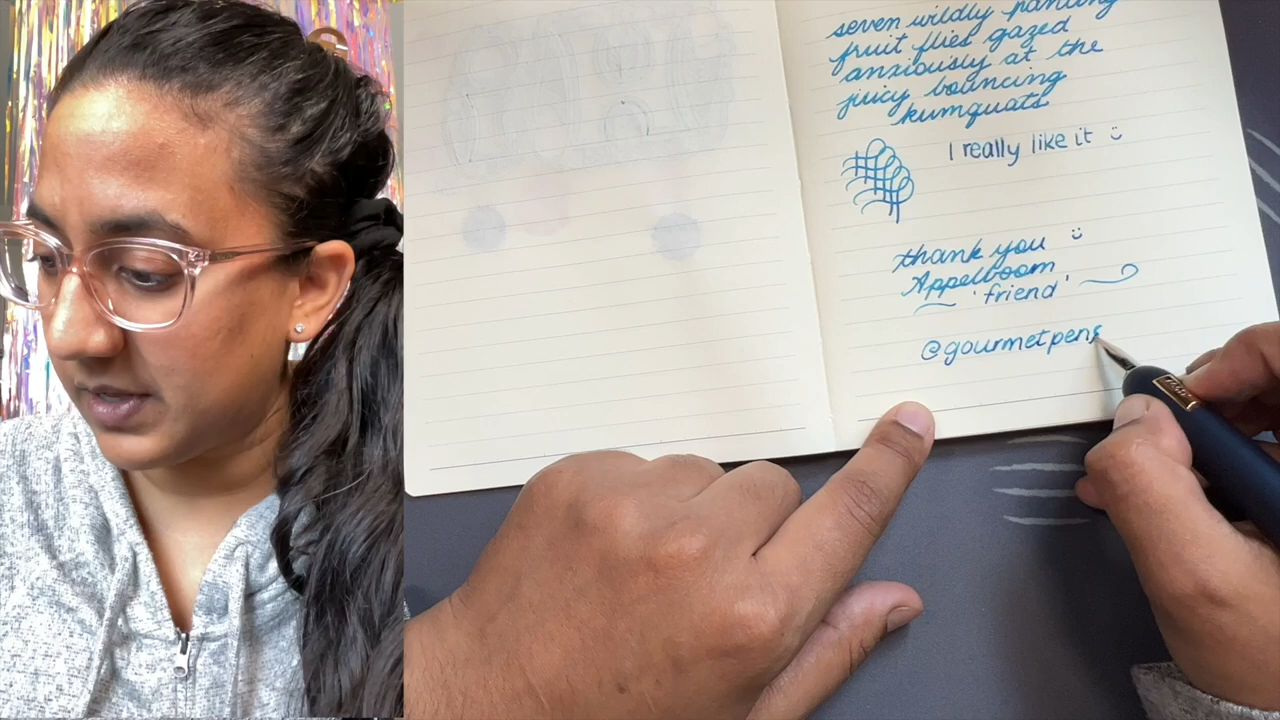 seven wildly panting
fruit flies gazed
anxiously at the
juicy bouncing
kumquats
I really like it
thank you
Appelboom
'friend'
@gourmetpens